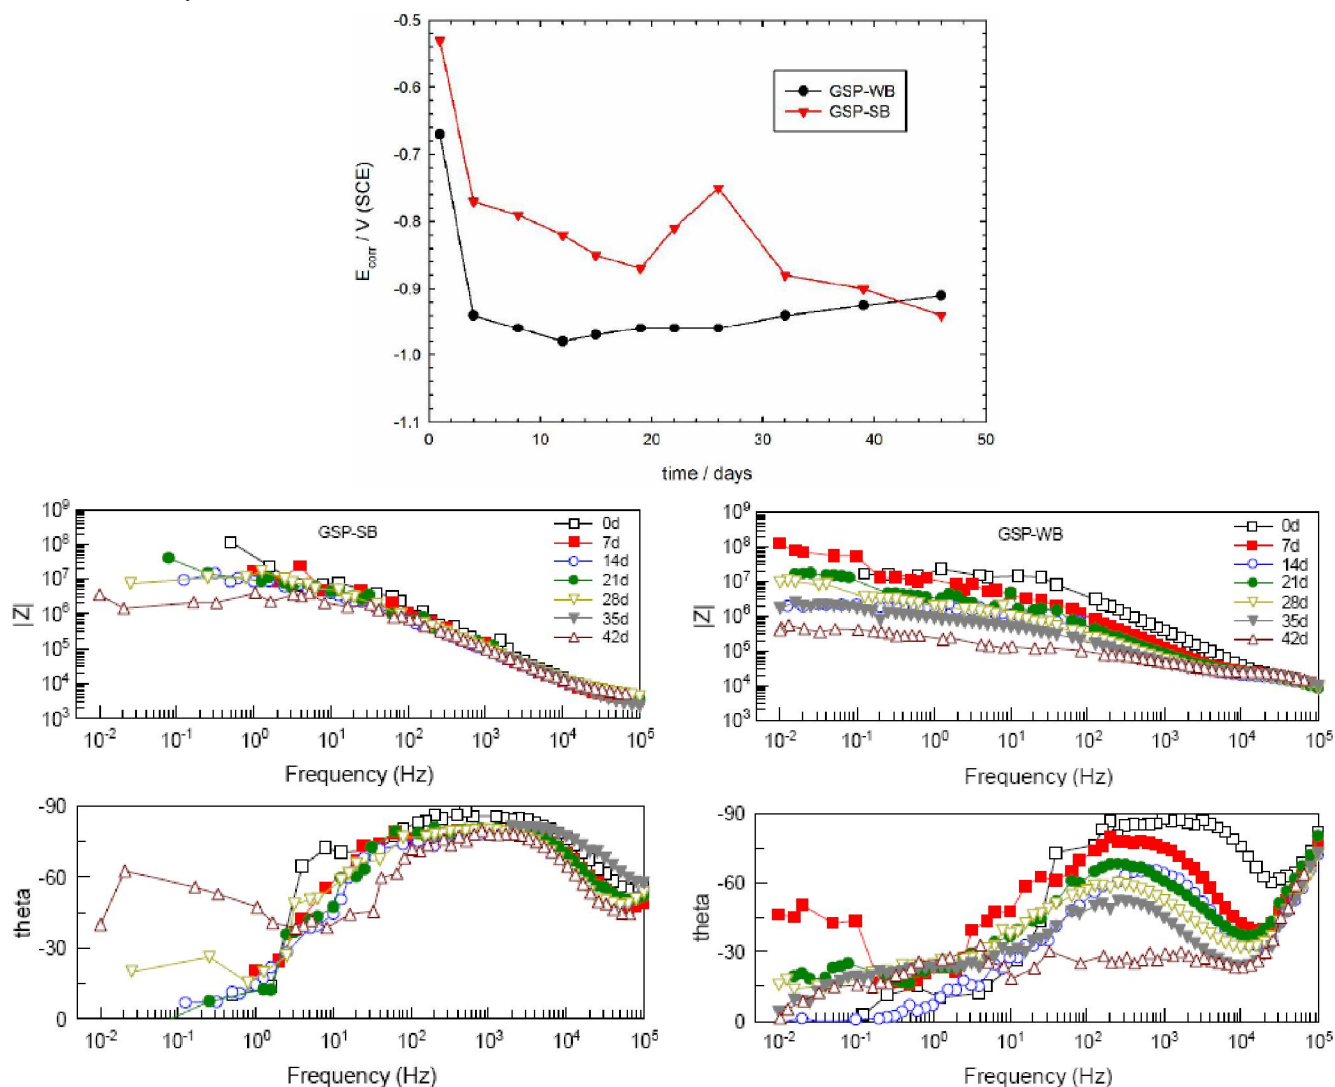 -0.5
-0.6
-0.7
-0.8
-0.9
-1.0
-1.1
E_corr / V (SCE)
GSP-WB
GSP-SB
0 10 20 30 40 50
time / days
10^9
10^8
10^7
10^6
10^5
10^4
10^3
|Z|
GSP-SB
0d
7d
14d
21d
28d
35d
42d
10^-2 10^-1 10^0 10^1 10^2 10^3 10^4 10^5
Frequency (Hz)
10^9
10^8
10^7
10^6
10^5
10^4
10^3
|Z|
GSP-WB
0d
7d
14d
21d
28d
35d
42d
10^-2 10^-1 10^0 10^1 10^2 10^3 10^4 10^5
Frequency (Hz)
-90
-60
-30
0
theta
10^-2 10^-1 10^0 10^1 10^2 10^3 10^4 10^5
Frequency (Hz)
-90
-60
-30
0
theta
10^-2 10^-1 10^0 10^1 10^2 10^3 10^4 10^5
Frequency (Hz)